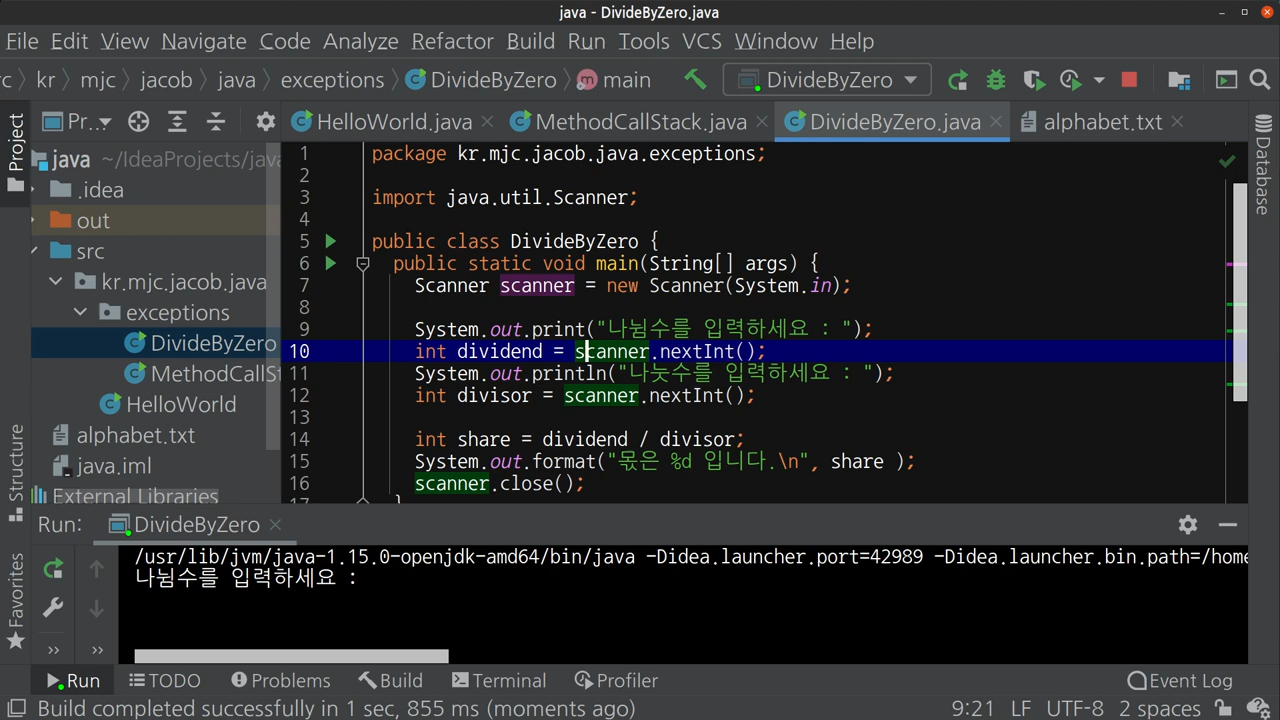 java - DivideByZero.java
File Edit View Navigate Code Analyze Refactor Build Run Tools VCS Window Help
rc kr mjc jacob java exceptions DivideByZero main DivideByZero
Project
Pr...
HelloWorld.java
MethodCallStack.java
DivideByZero.java
alphabet.txt
java ~/IdeaProjects/java
.idea
out
src
kr.mjc.jacob.java
exceptions
DivideByZero
MethodCallSt
HelloWorld
alphabet.txt
java.iml
External Libraries
1 package kr.mjc.jacob.java.exceptions;
2
3 import java.util.Scanner;
4
5 public class DivideByZero {
6 public static void main(String[] args) {
7 Scanner scanner = new Scanner(System.in);
8
9 System.out.print("나뉨수를 입력하세요 : ");
10 int dividend = scanner.nextInt();
11 System.out.println("나눗수를 입력하세요 : ");
12 int divisor = scanner.nextInt();
13
14 int share = dividend / divisor;
15 System.out.format("몫은 %d 입니다.\n", share );
16 scanner.close();
17 }
Database
Structure
Favorites
Run: DivideByZero
/usr/lib/jvm/java-1.15.0-openjdk-amd64/bin/java -Didea.launcher.port=42989 -Didea.launcher.bin.path=/home
나뉨수를 입력하세요 :
Run TODO Problems Build Terminal Profiler Event Log
Build completed successfully in 1 sec, 855 ms (moments ago) 9:21 LF UTF-8 2 spaces